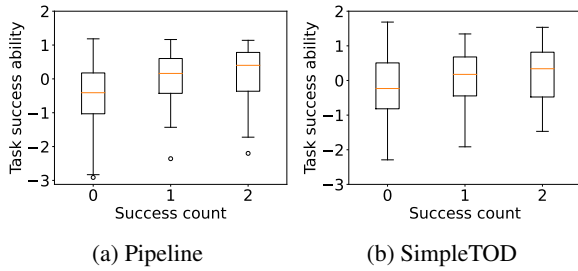 Task success ability
2
1
0
−1
−2
−3
0 1 2
Success count
(a) Pipeline
Task success ability
2
1
0
−1
−2
−3
0 1 2
Success count
(b) SimpleTOD